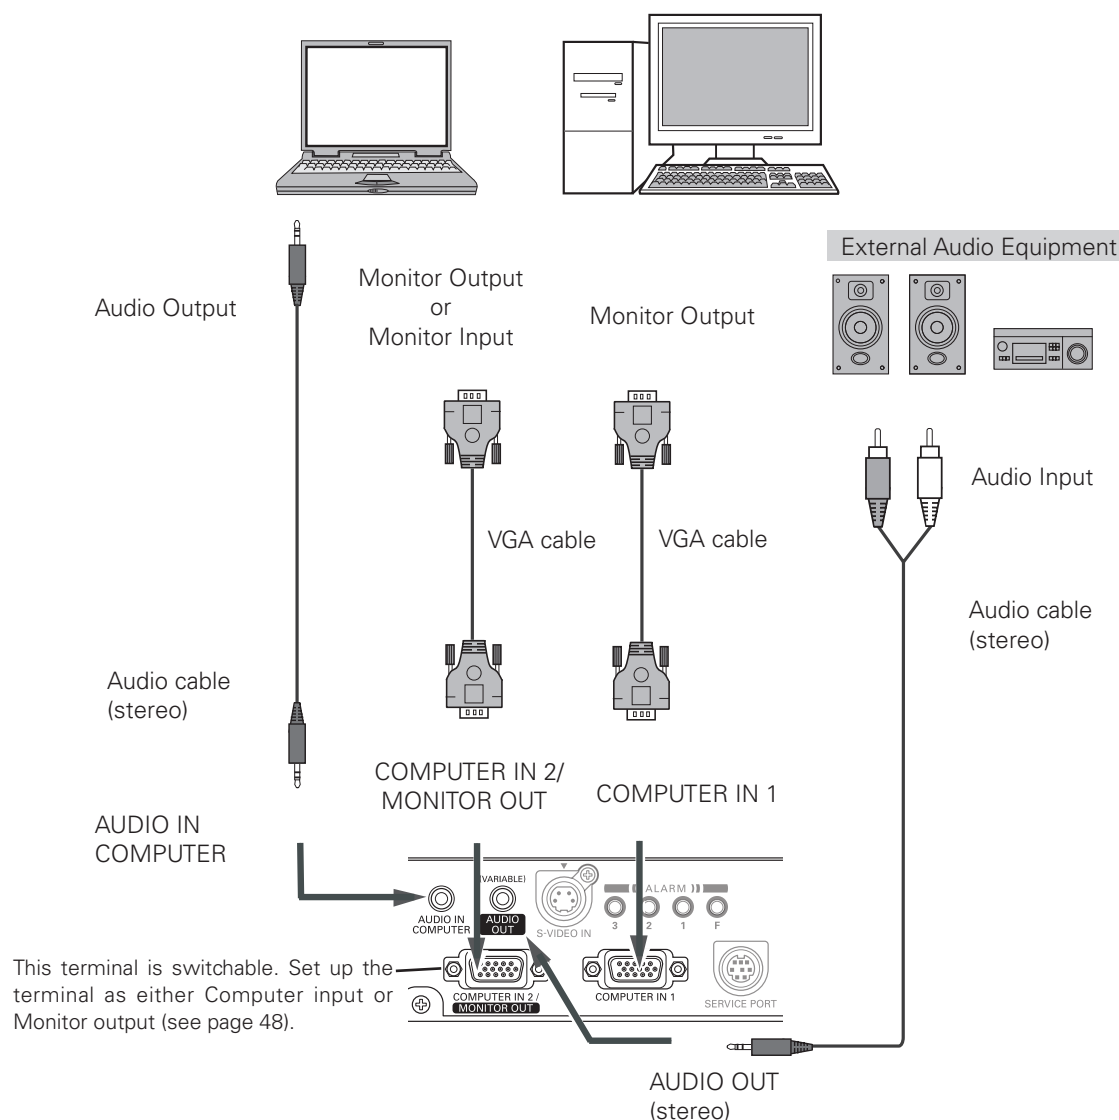 External Audio Equipment
Audio Output
Monitor Output
or
Monitor Input
Monitor Output
Audio Input
VGA cable
VGA cable
Audio cable
(stereo)
Audio cable
(stereo)
COMPUTER IN 2/
MONITOR OUT
COMPUTER IN 1
AUDIO IN
COMPUTER
(VARIABLE)
ALARM
AUDIO IN
COMPUTER
AUDIO
OUT
S-VIDEO IN
3 2 1 F
This terminal is switchable. Set up the
terminal as either Computer input or
Monitor output (see page 48).
COMPUTER IN 2 /
MONITOR OUT
COMPUTER IN 1
SERVICE PORT
AUDIO OUT
(stereo)